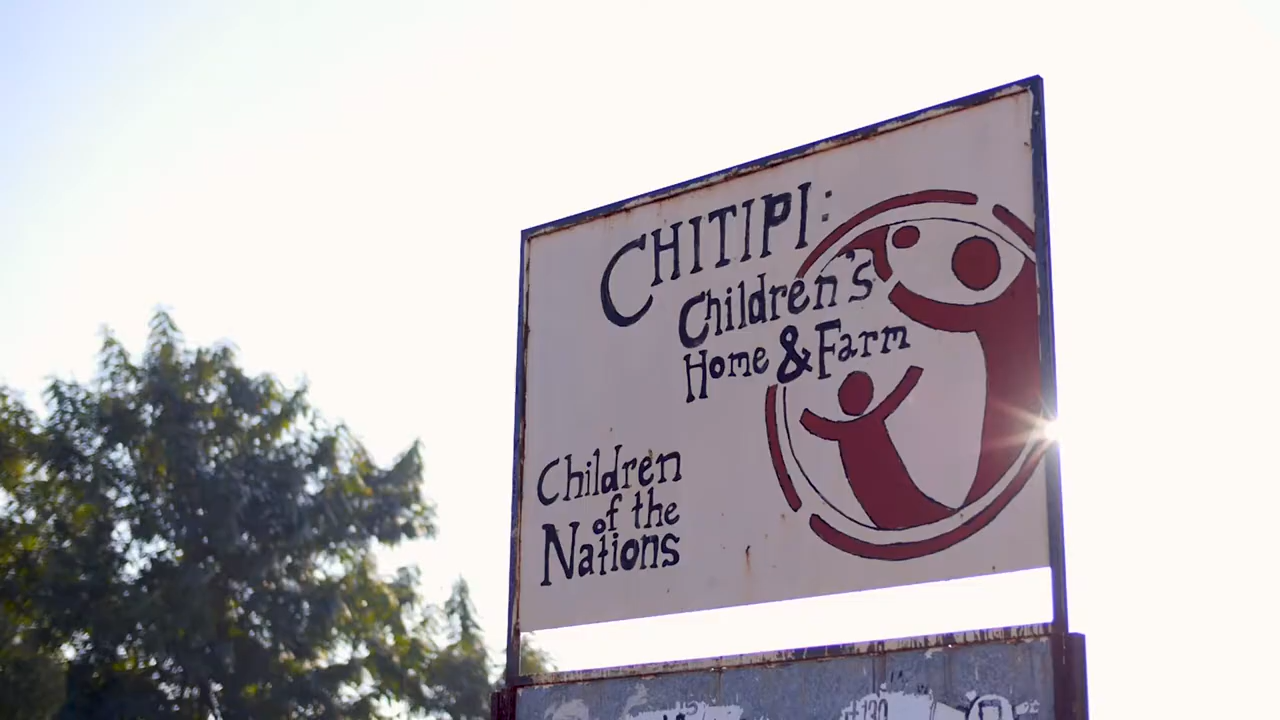 CHITIPI:
Children's
Home & Farm
Children
of the
Nations